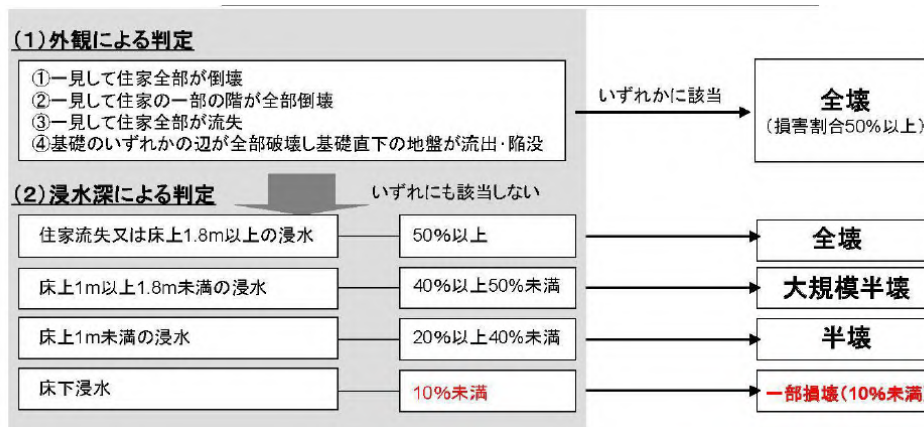 (1)外観による判定
①一見して住家全部が倒壊
②一見して住家の一部の階が全部倒壊
③一見して住家全部が流失
④基礎のいずれかの辺が全部破壊し基礎直下の地盤が流出・陥没
いずれかに該当
全壊
(損害割合50%以上)
(2)浸水深による判定
いずれにも該当しない
住家流失又は床上1.8m以上の浸水
50%以上
全壊
床上1m以上1.8m未満の浸水
40%以上50%未満
大規模半壊
床上1m未満の浸水
20%以上40%未満
半壊
床下浸水
10%未満
一部損壊(10%未満